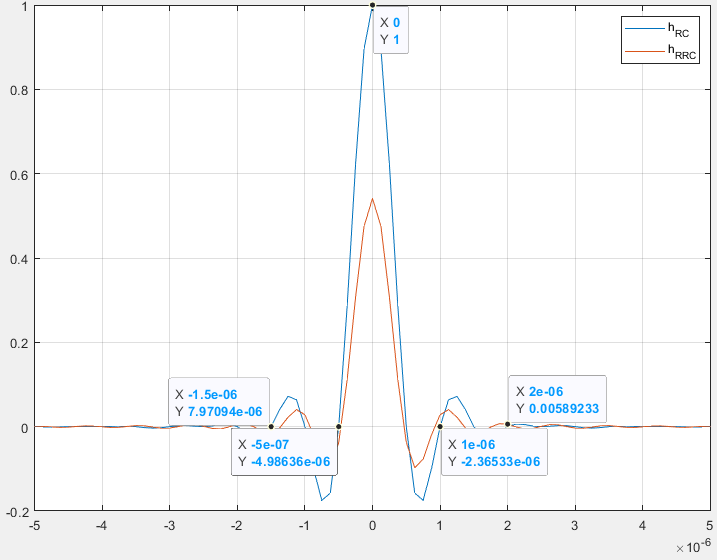 1
0.8
0.6
0.4
0.2
0
-0.2
X 0
Y 1
h_RC
h_RRC
X -1.5e-06
Y 7.97094e-06
X 2e-06
Y 0.00589233
X -5e-07
Y -4.98636e-06
X 1e-06
Y -2.36533e-06
-5 -4 -3 -2 -1 0 1 2 3 4 5
×10^-6